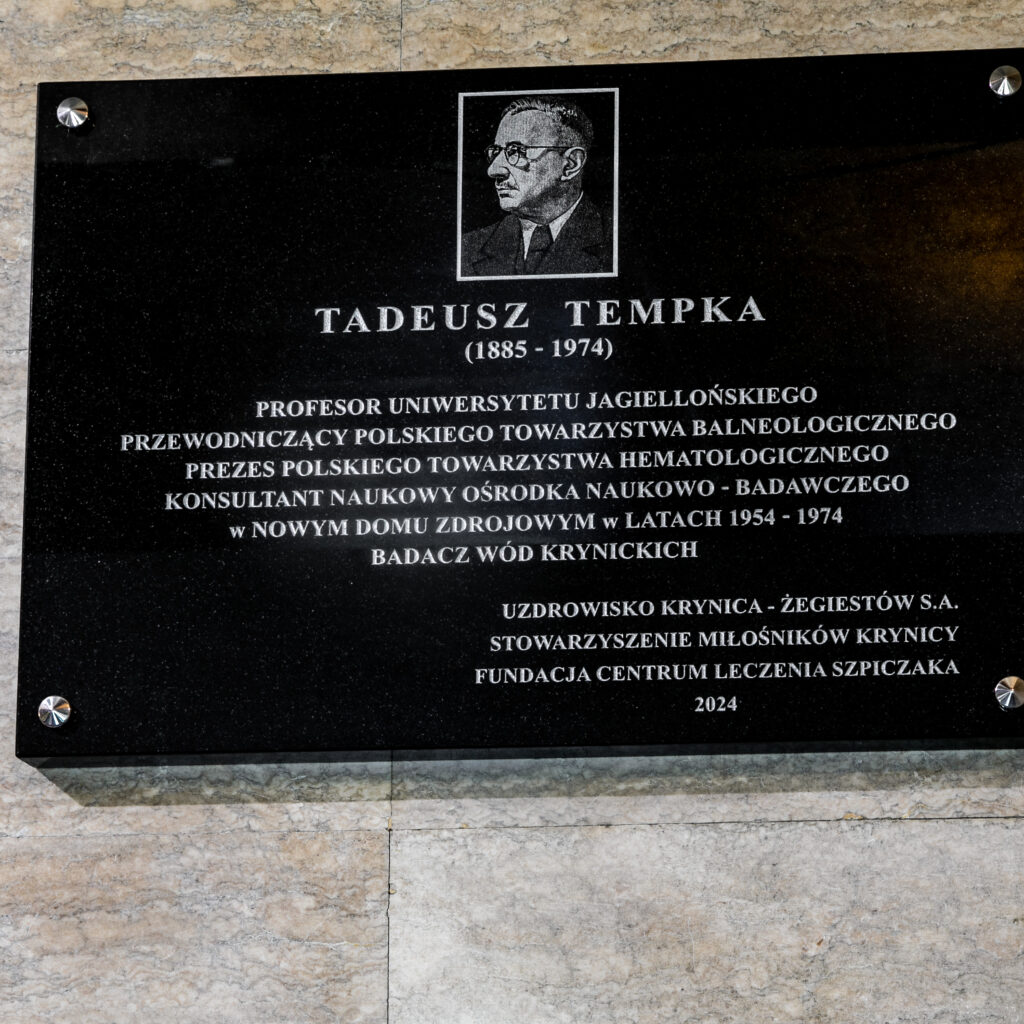 TADEUSZ TEMPKA
(1885 - 1974)
PROFESOR UNIWERSYTETU JAGIELLOŃSKIEGO
PRZEWODNICZĄCY POLSKIEGO TOWARZYSTWA BALNEOLOGICZNEGO
PREZES POLSKIEGO TOWARZYSTWA HEMATOLOGICZNEGO
KONSULTANT NAUKOWY OŚRODKA NAUKOWO - BADAWCZEGO
w NOWYM DOMU ZDROJOWYM w LATACH 1954 - 1974
BADACZ WÓD KRYNICKICH
UZDROWISKO KRYNICA - ŻEGIESTÓW S.A.
STOWARZYSZENIE MIŁOŚNIKÓW KRYNICY
FUNDACJA CENTRUM LECZENIA SZPICZAKA
2024